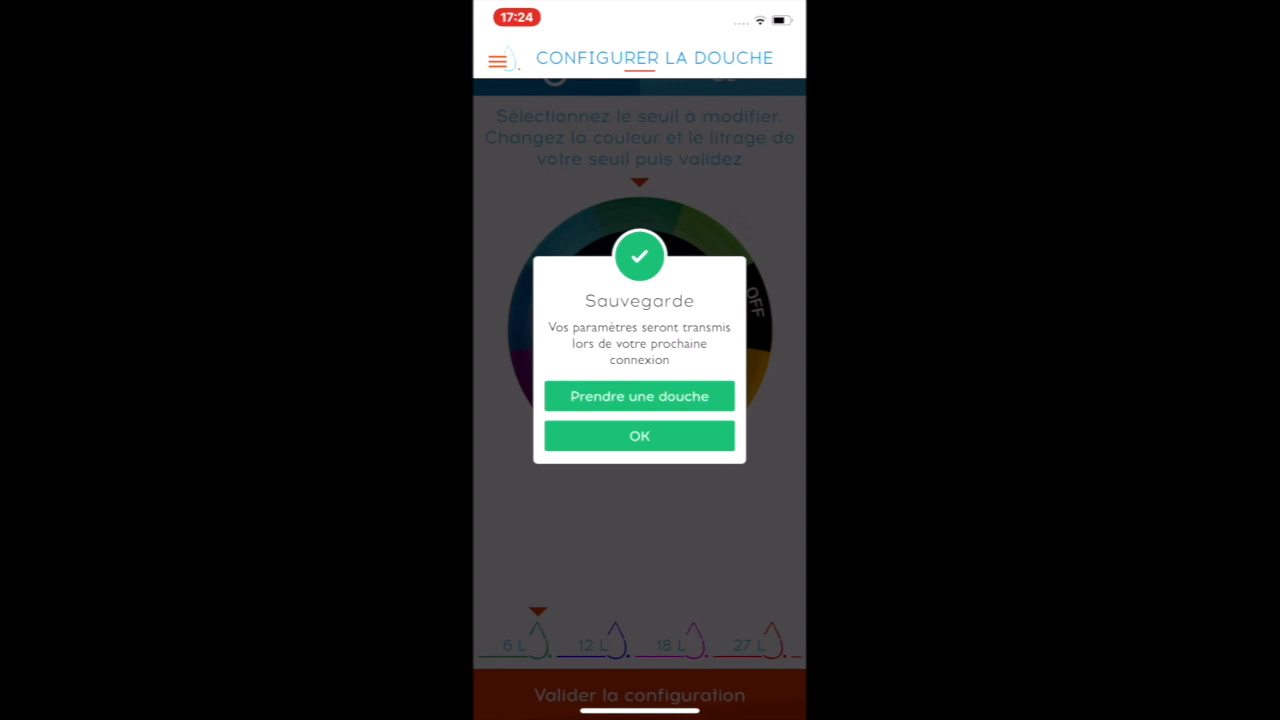 17:24
CONFIGURER LA DOUCHE
Sélectionnez le seuil à modifier.
Changez la couleur et le litrage de
votre seuil puis validez
OFF
Sauvegarde
Vos paramètres seront transmis
lors de votre prochaine
connexion
Prendre une douche
OK
6 L 12 L 18 L 27 L
Valider la configuration